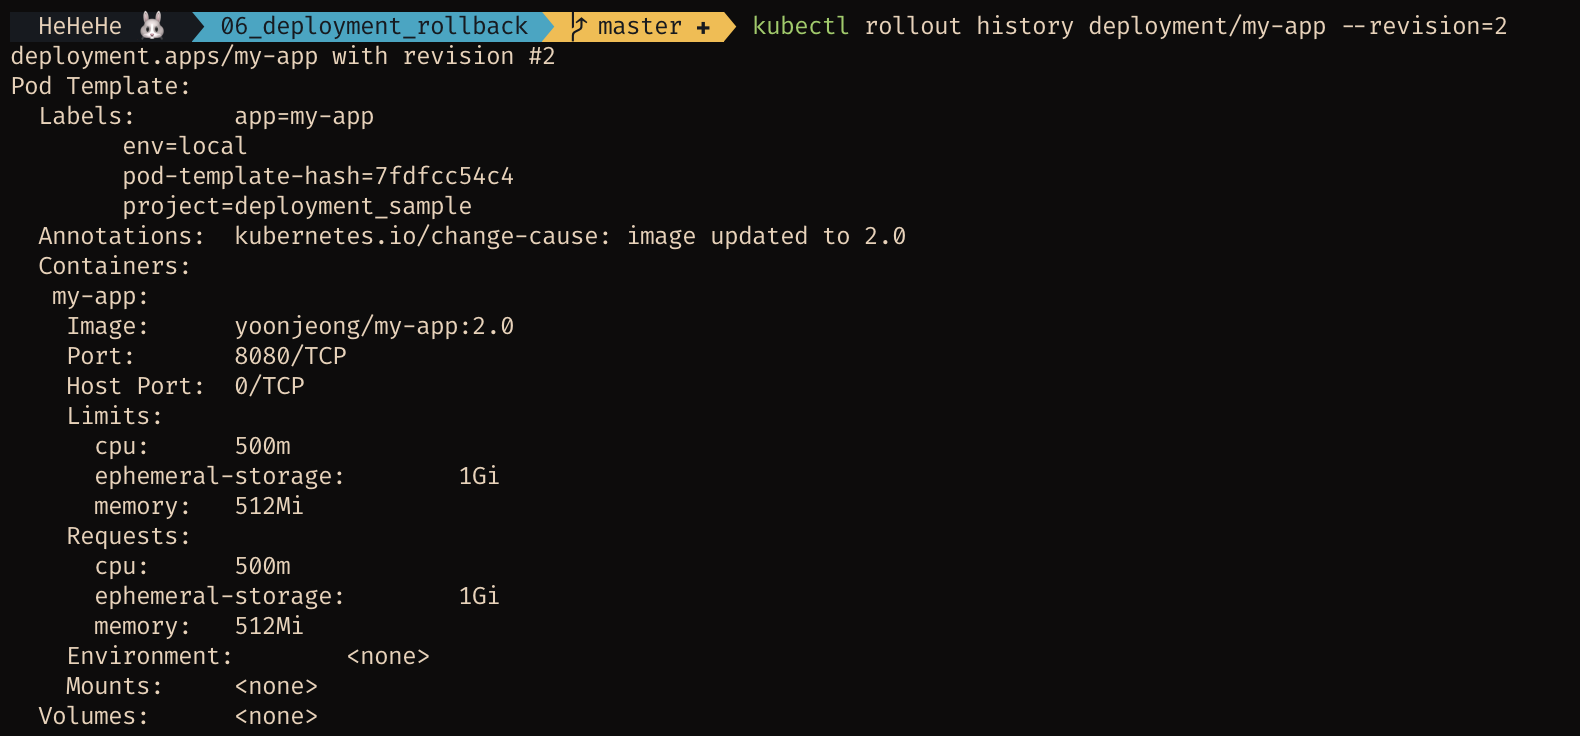 HeHeHe 🐰 06_deployment_rollback master + kubectl rollout history deployment/my-app --revision=2
deployment.apps/my-app with revision #2
Pod Template:
  Labels:       app=my-app
        env=local
        pod-template-hash=7fdfcc54c4
        project=deployment_sample
  Annotations:  kubernetes.io/change-cause: image updated to 2.0
  Containers:
   my-app:
    Image:      yoonjeong/my-app:2.0
    Port:       8080/TCP
    Host Port:  0/TCP
    Limits:
      cpu:      500m
      ephemeral-storage:        1Gi
      memory:   512Mi
    Requests:
      cpu:      500m
      ephemeral-storage:        1Gi
      memory:   512Mi
    Environment:        <none>
    Mounts:     <none>
  Volumes:      <none>